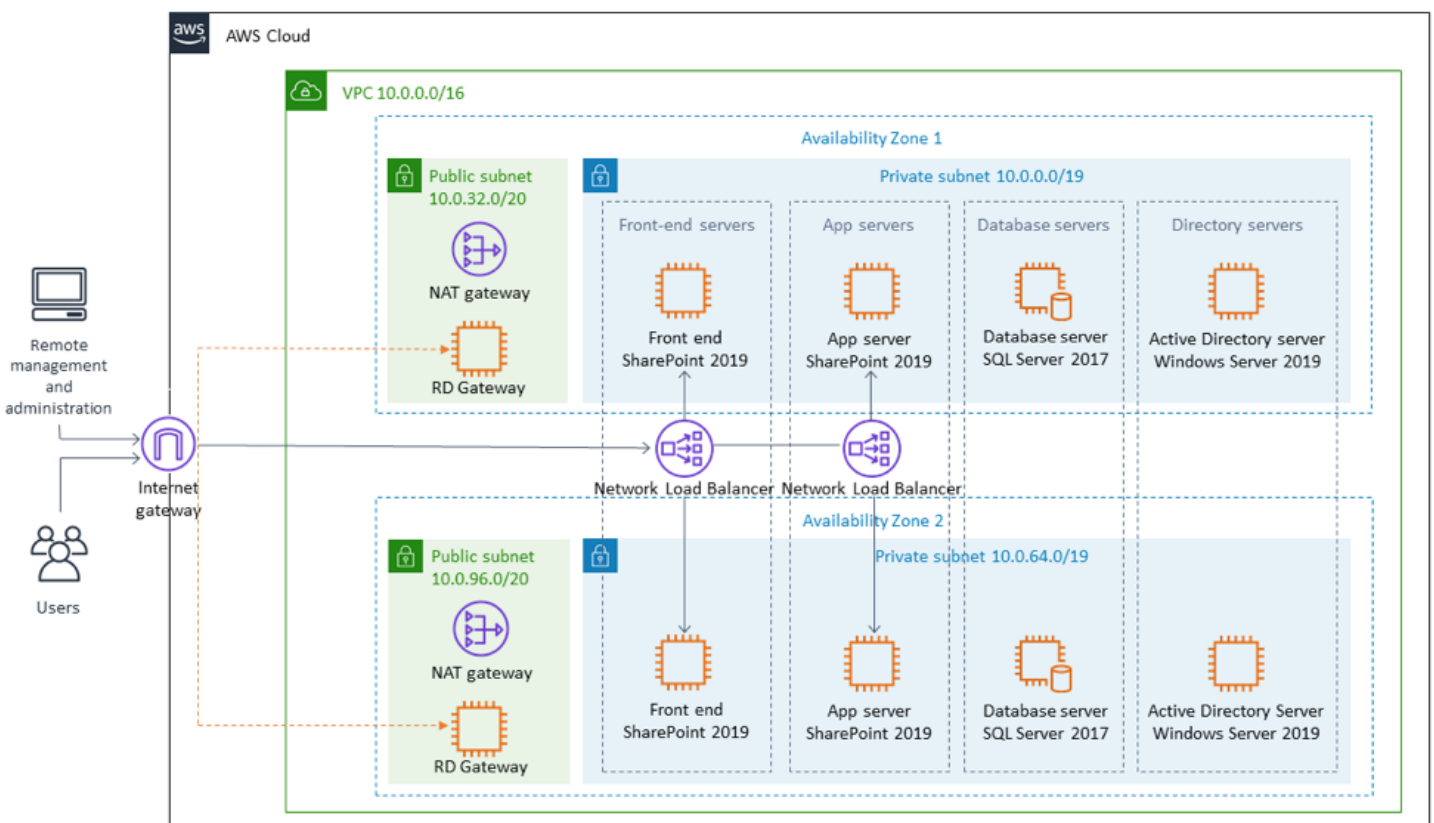 aws
AWS Cloud
VPC 10.0.0.0/16
Availability Zone 1
Public subnet
10.0.32.0/20
NAT gateway
RD Gateway
Private subnet 10.0.0.0/19
Front-end servers
Front end
SharePoint 2019
App servers
App server
SharePoint 2019
Database servers
Database server
SQL Server 2017
Directory servers
Active Directory server
Windows Server 2019
Remote
management
and
administration
Internet
gateway
Users
Network Load Balancer
Network Load Balancer
Availability Zone 2
Public subnet
10.0.96.0/20
NAT gateway
RD Gateway
Private subnet 10.0.64.0/19
Front end
SharePoint 2019
App server
SharePoint 2019
Database server
SQL Server 2017
Active Directory Server
Windows Server 2019